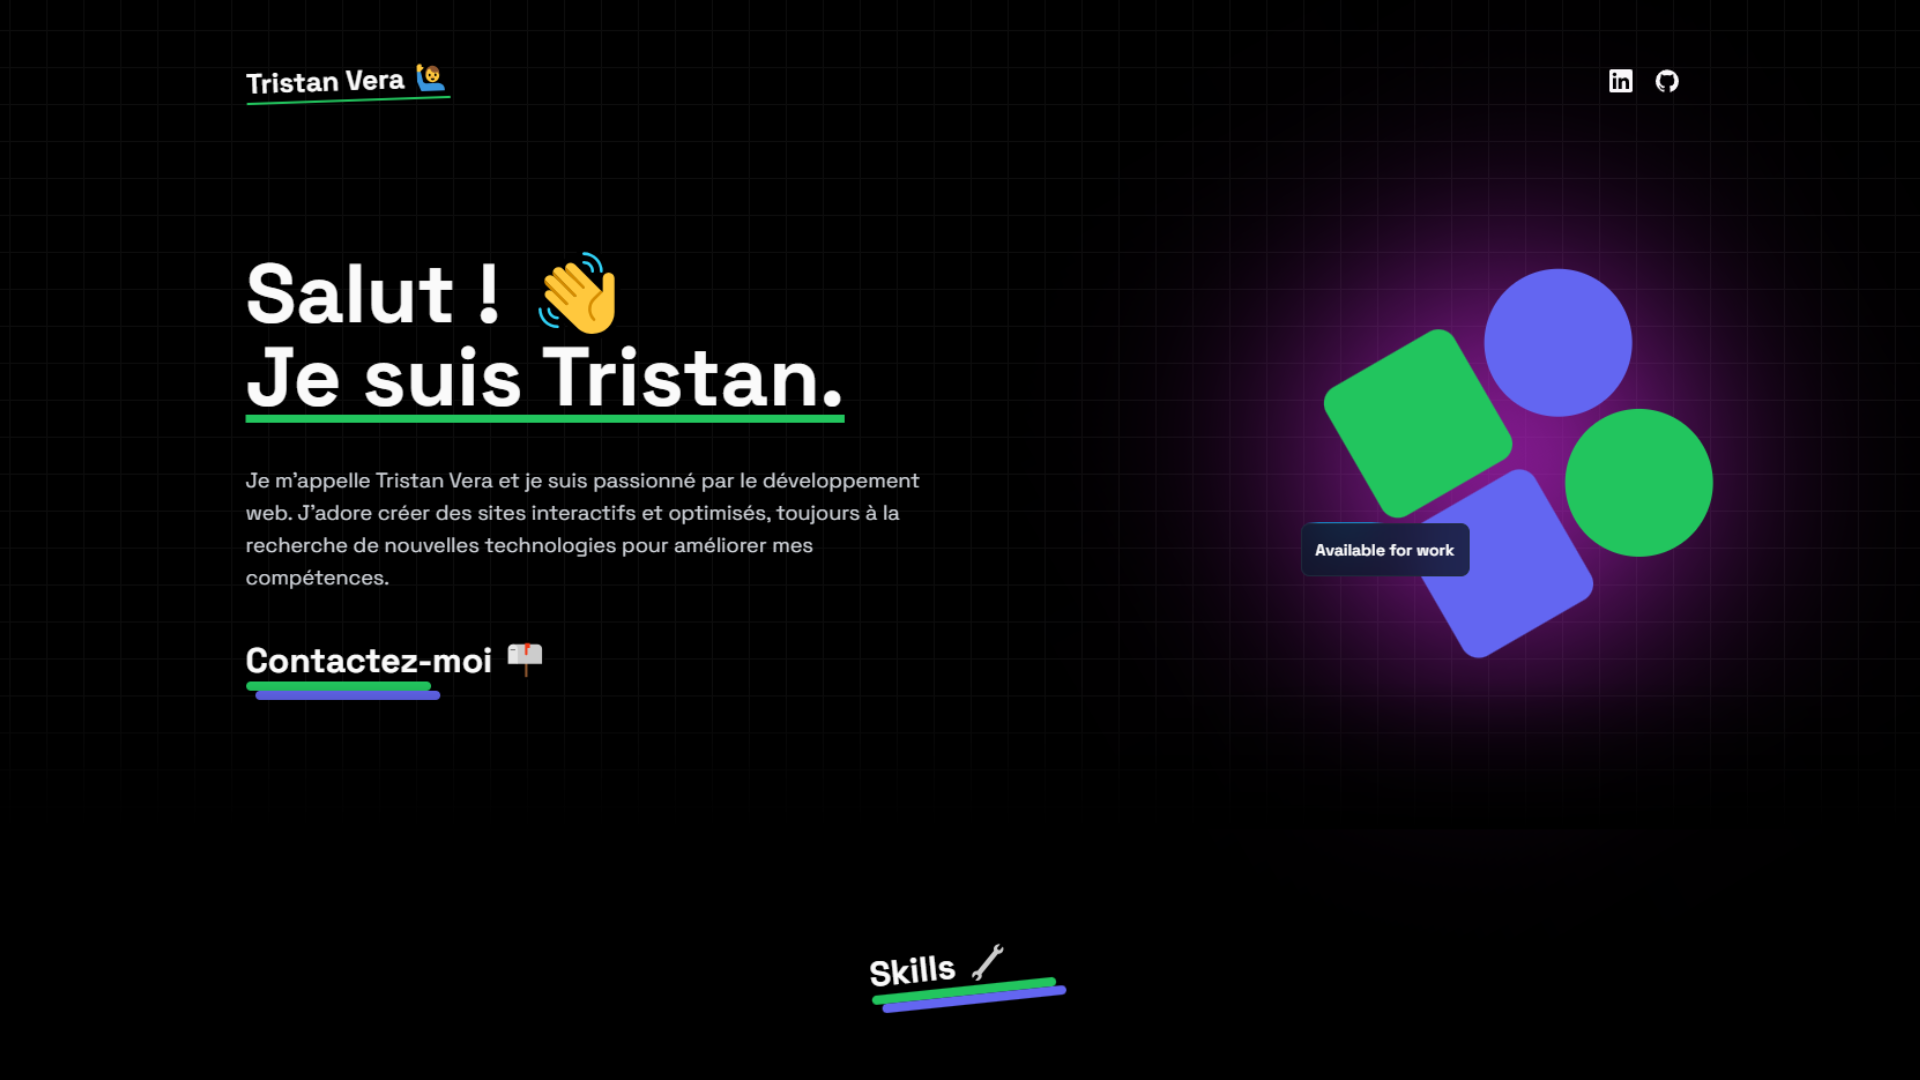 Tristan Vera 🙋‍♂️
Salut ! 👋
Je suis Tristan.
Je m’appelle Tristan Vera et je suis passionné par le développement
web. J’adore créer des sites interactifs et optimisés, toujours à la
recherche de nouvelles technologies pour améliorer mes
compétences.
Available for work
Contactez-moi 📫
Skills 🔧